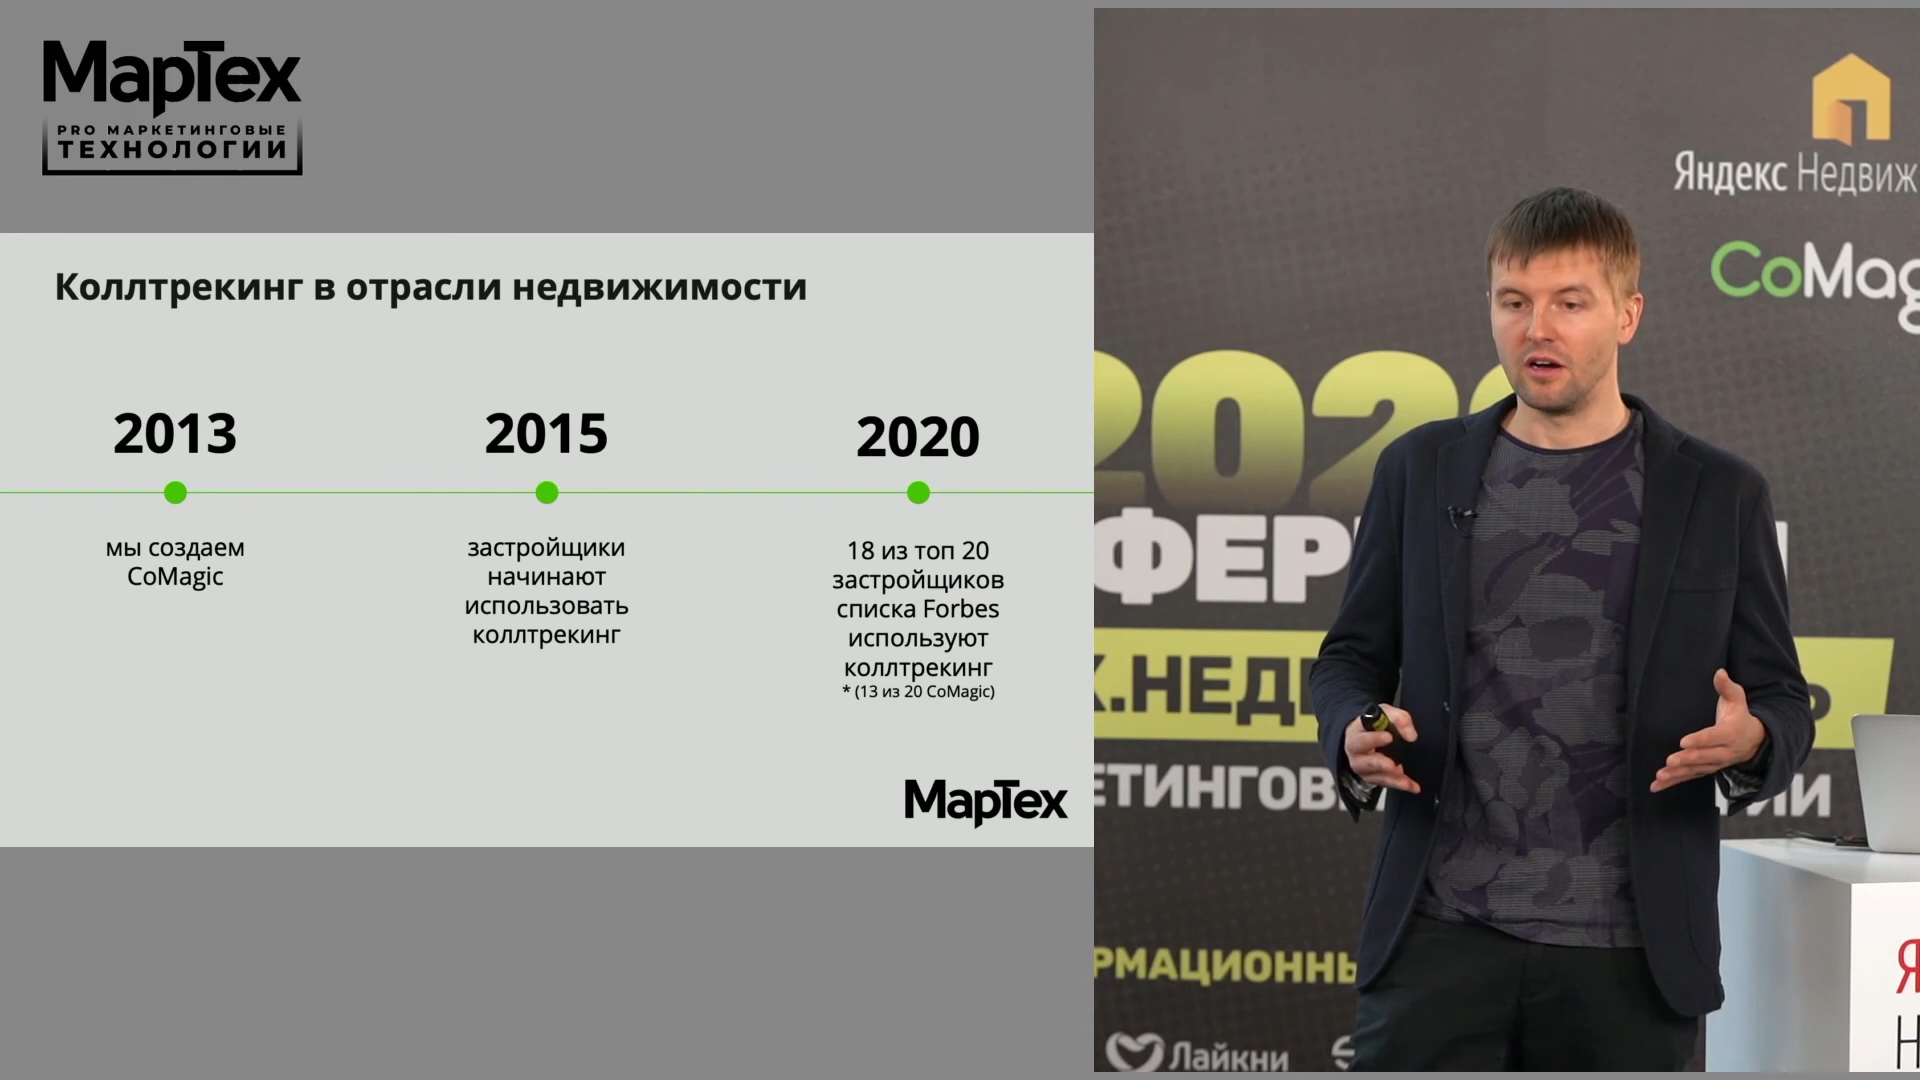 МарТех
PRO МАРКЕТИНГОВЫЕ
ТЕХНОЛОГИИ
Коллтрекинг в отрасли недвижимости
2013
мы создаем
CoMagic
2015
застройщики
начинают
использовать
коллтрекинг
2020
18 из топ 20
застройщиков
списка Forbes
используют
коллтрекинг
* (13 из 20 CoMagic)
МарТех
Яндекс Недвиж
CoMag
202
ФЕР
Х.НЕД
ЕТИНГОВ
ИИ
РМАЦИОННЫ
Лайкни
Я
Н